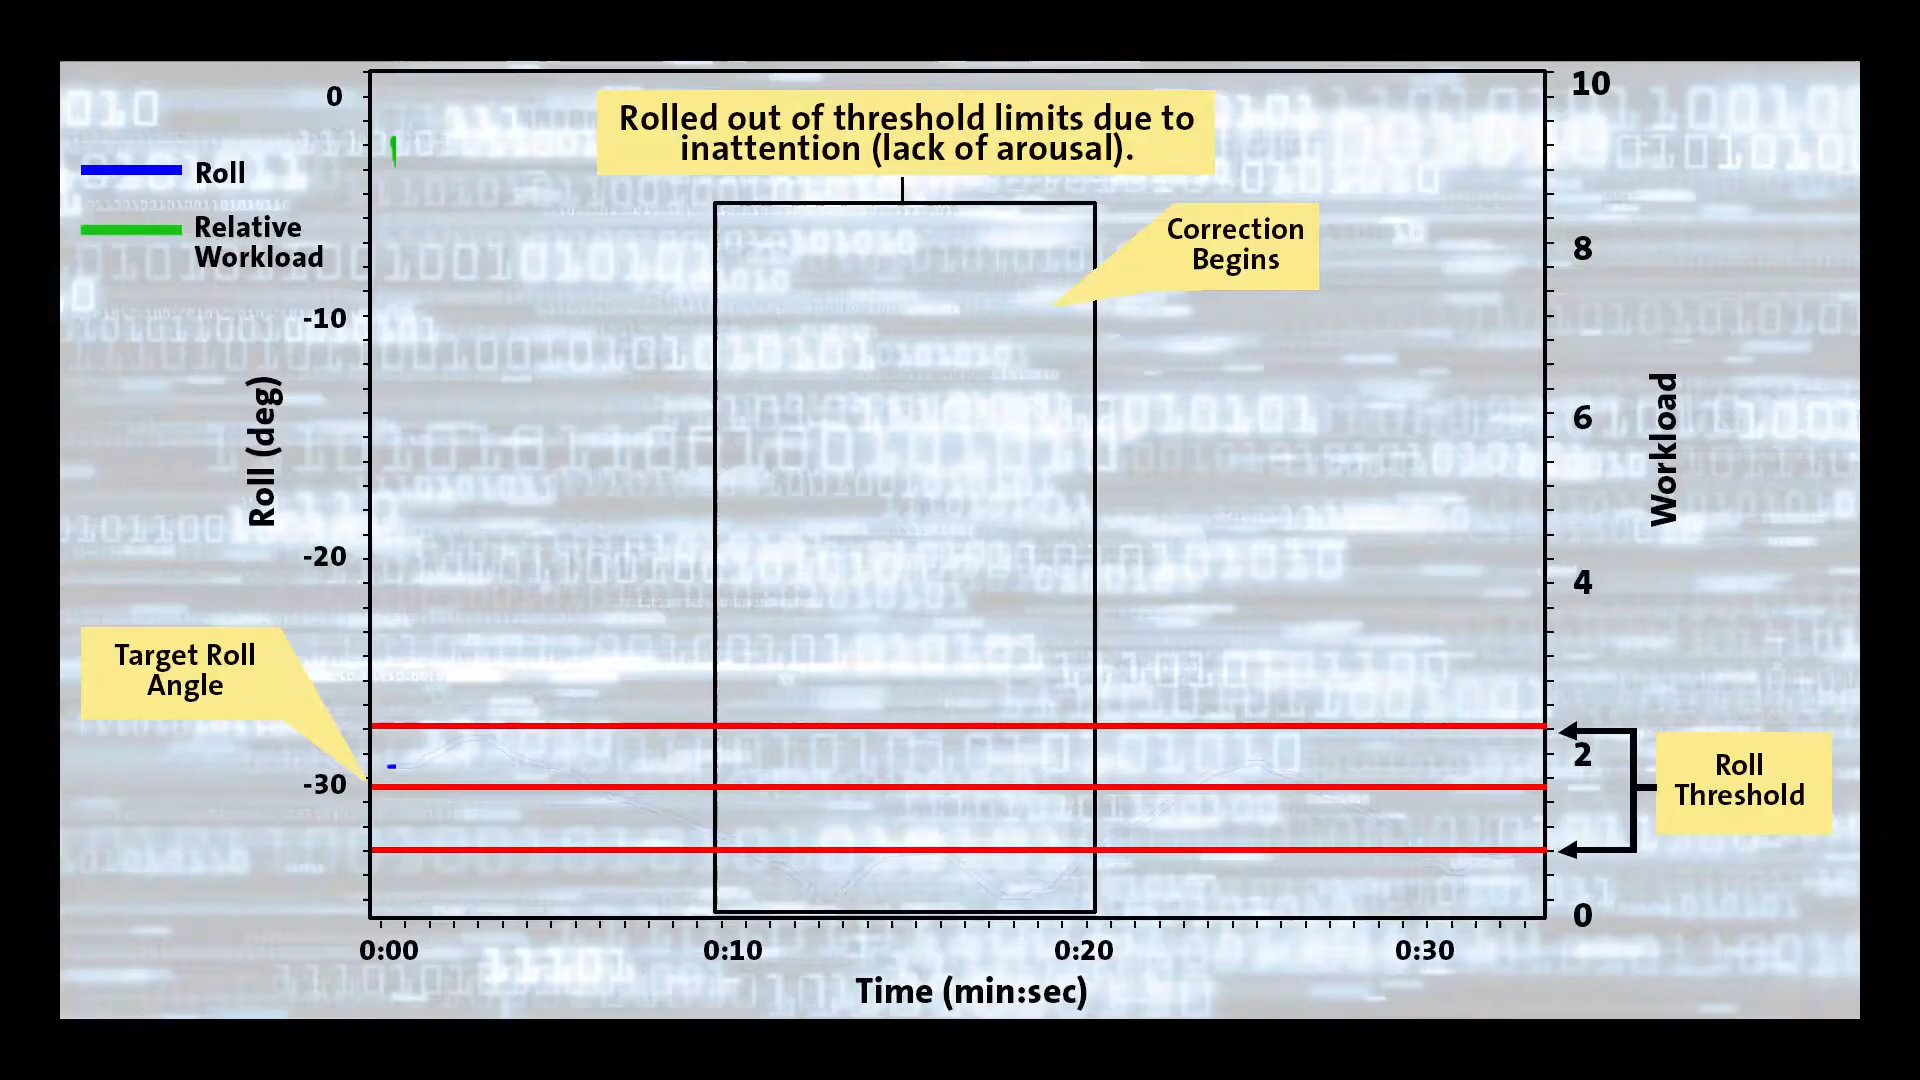 Rolled out of threshold limits due to
inattention (lack of arousal).
Correction
Begins
Roll
Relative
Workload
0
-10
-20
-30
Roll (deg)
Target Roll
Angle
10
8
6
4
2
0
Workload
Roll
Threshold
0:00
0:10
0:20
0:30
Time (min:sec)